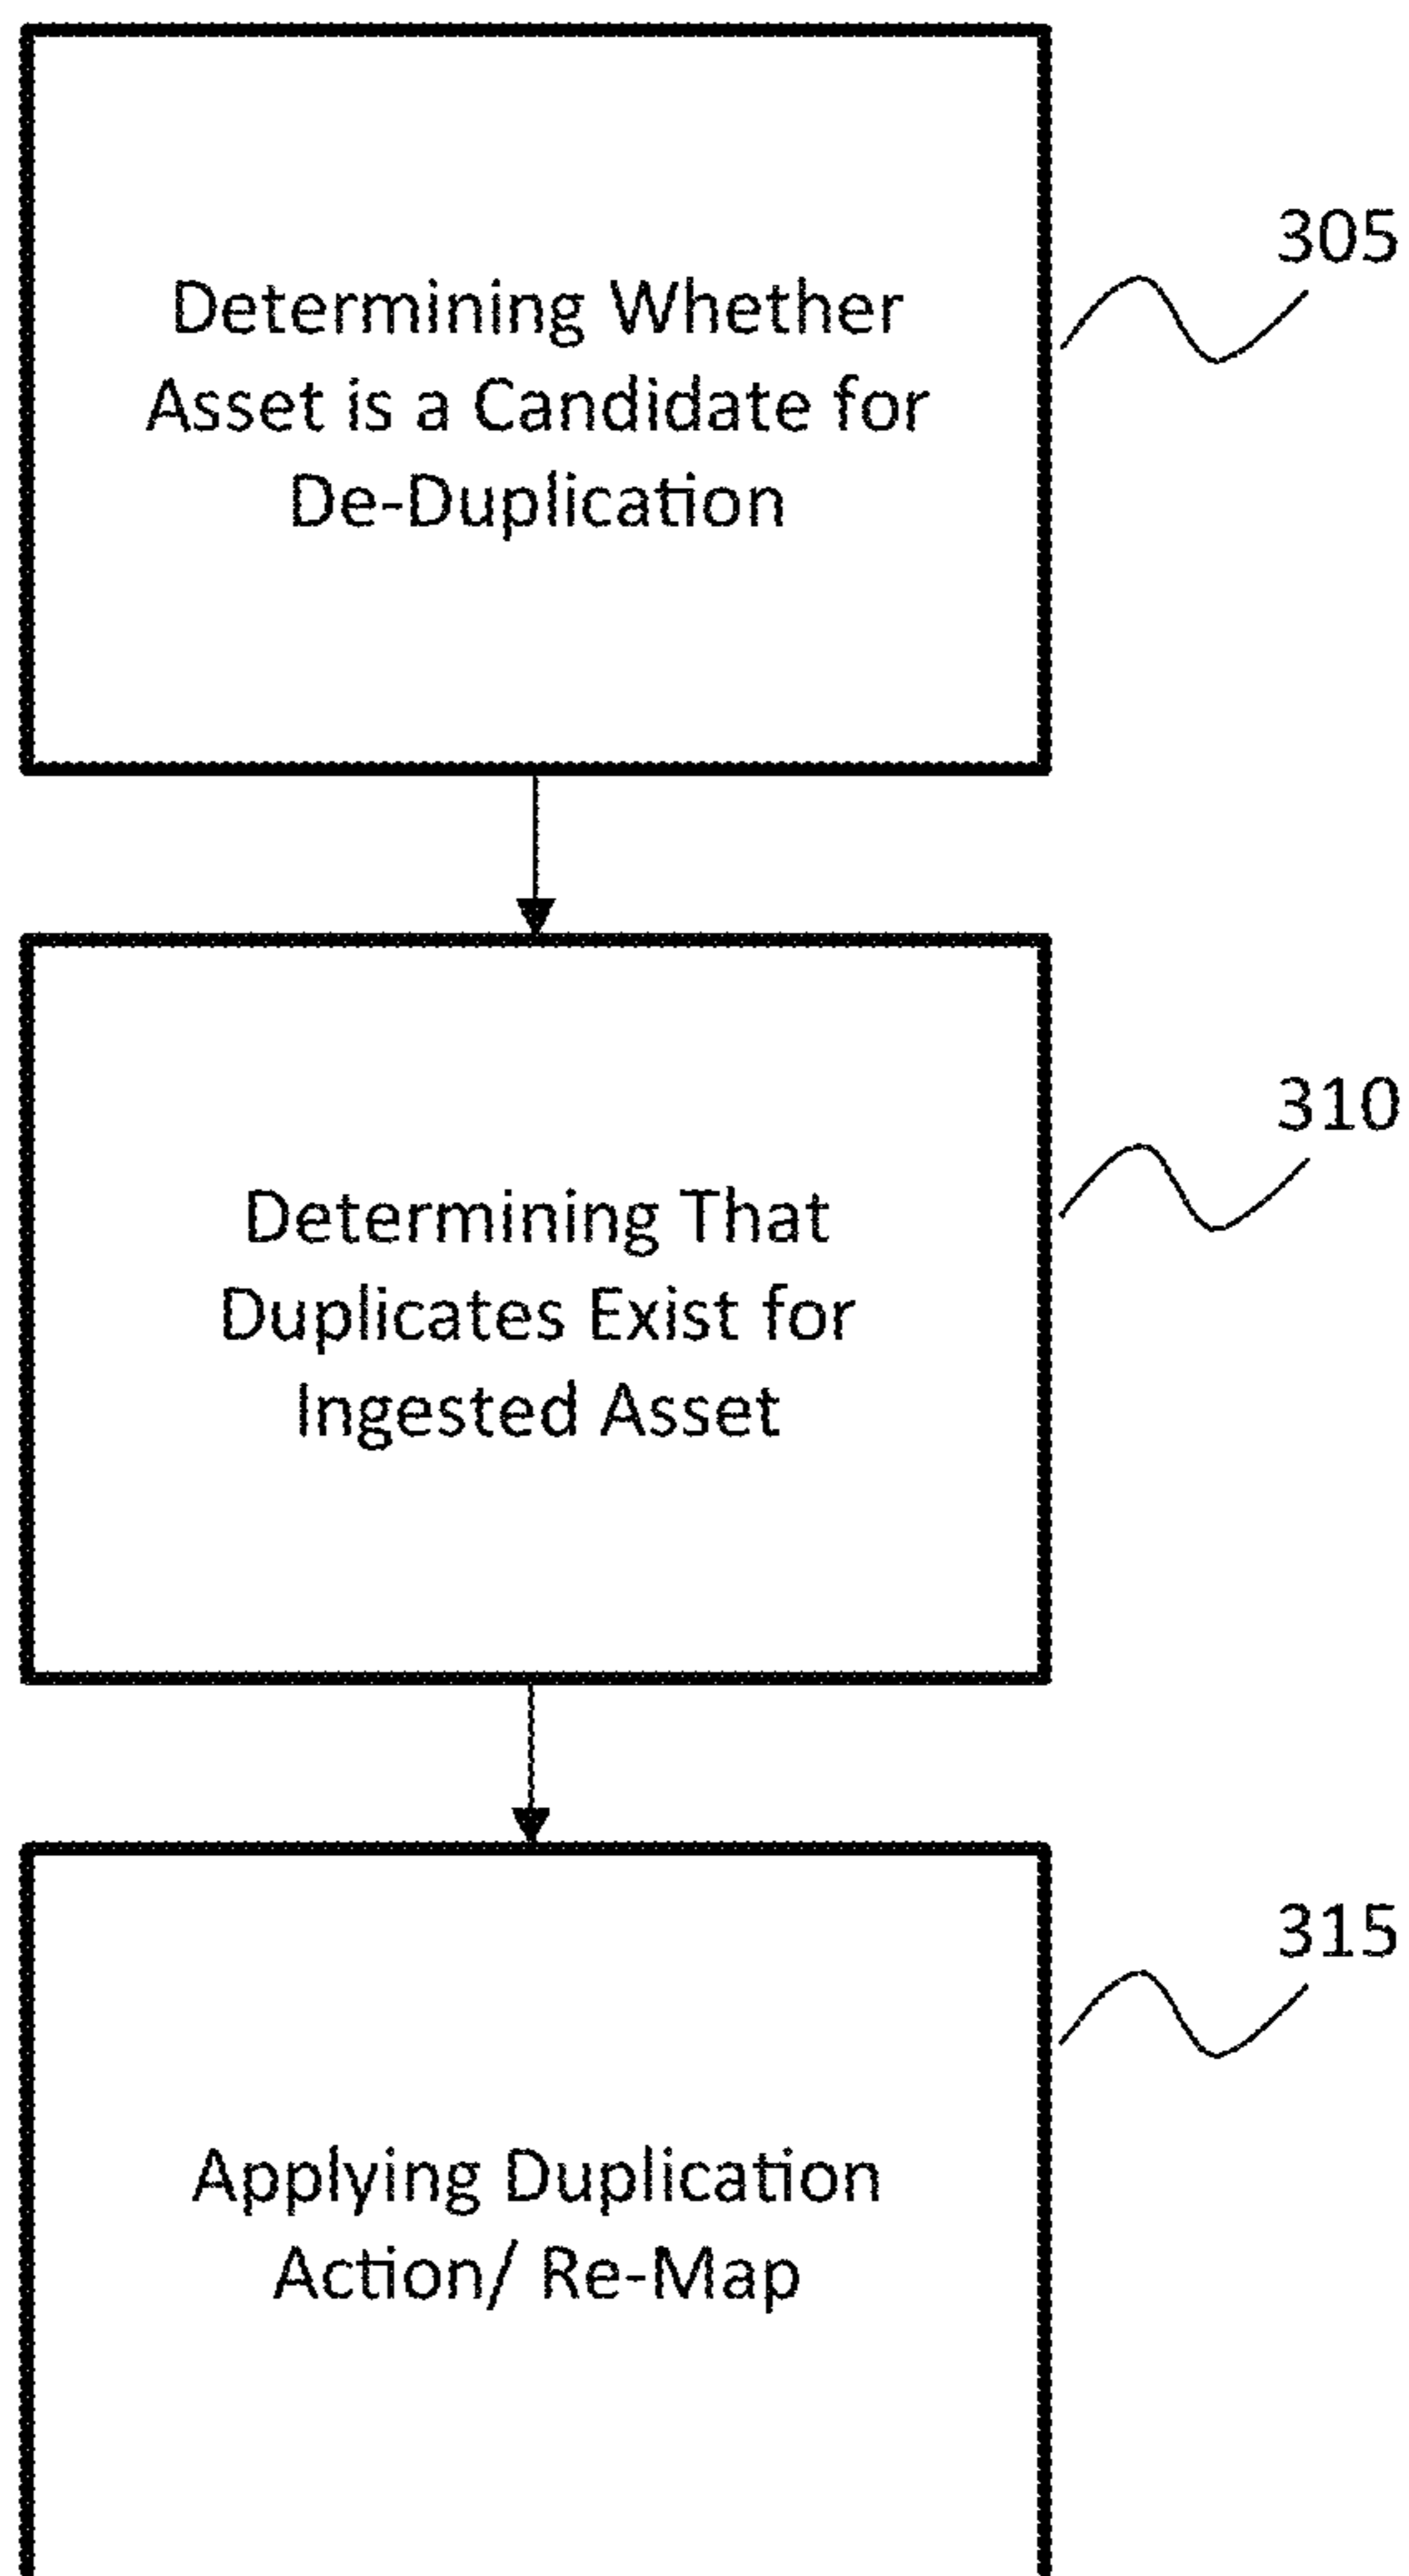 Determining Whether
Asset is a Candidate for
De-Duplication
305
Determining That
Duplicates Exist for
Ingested Asset
310
Applying Duplication
Action/ Re-Map
315